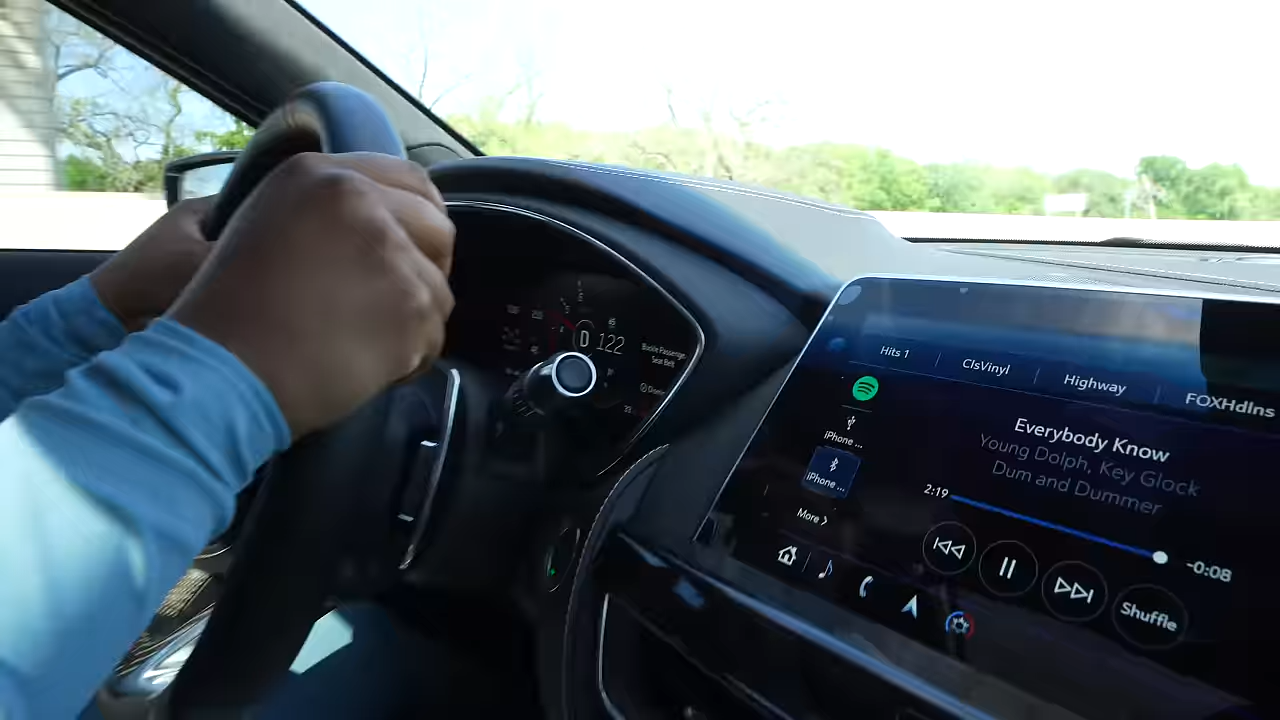 D 122
Buckle Passenger
Seat Belt
Hits 1
ClsVinyl
Highway
FOXHdlns
iPhone ...
iPhone ...
More >
Everybody Know
Young Dolph, Key Glock
Dum and Dummer
2:19
-0:08
Shuffle